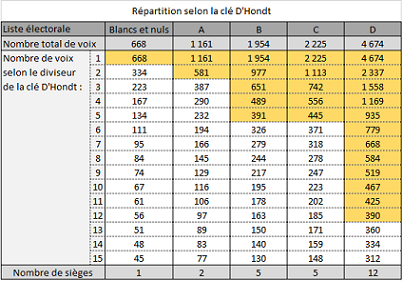 Répartition selon la clé D'Hondt
Liste électorale Blancs et nuls A B C D
Nombre total de voix 668 1 161 1 954 2 225 4 674
Nombre de voix 1 668 1 161 1 954 2 225 4 674
selon le diviseur 2 334 581 977 1 113 2 337
de la clé D'Hondt : 3 223 387 651 742 1 558
4 167 290 489 556 1 169
5 134 232 391 445 935
6 111 194 326 371 779
7 95 166 279 318 668
8 84 145 244 278 584
9 74 129 217 247 519
10 67 116 195 223 467
11 61 106 178 202 425
12 56 97 163 185 390
13 51 89 150 171 360
14 48 83 140 159 334
15 45 77 130 148 312
Nombre de sièges 1 2 5 5 12